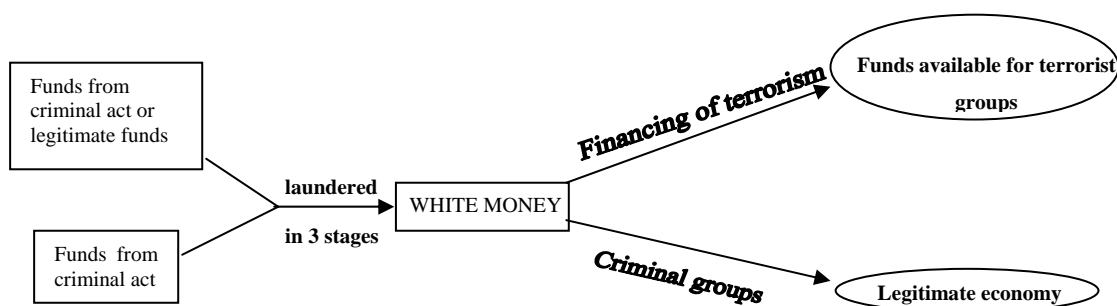 Funds from
criminal act or
legitimate funds
Funds from
criminal act
laundered
in 3 stages
WHITE MONEY
Financing of terrorism
Criminal groups
Funds available for terrorist
groups
Legitimate economy